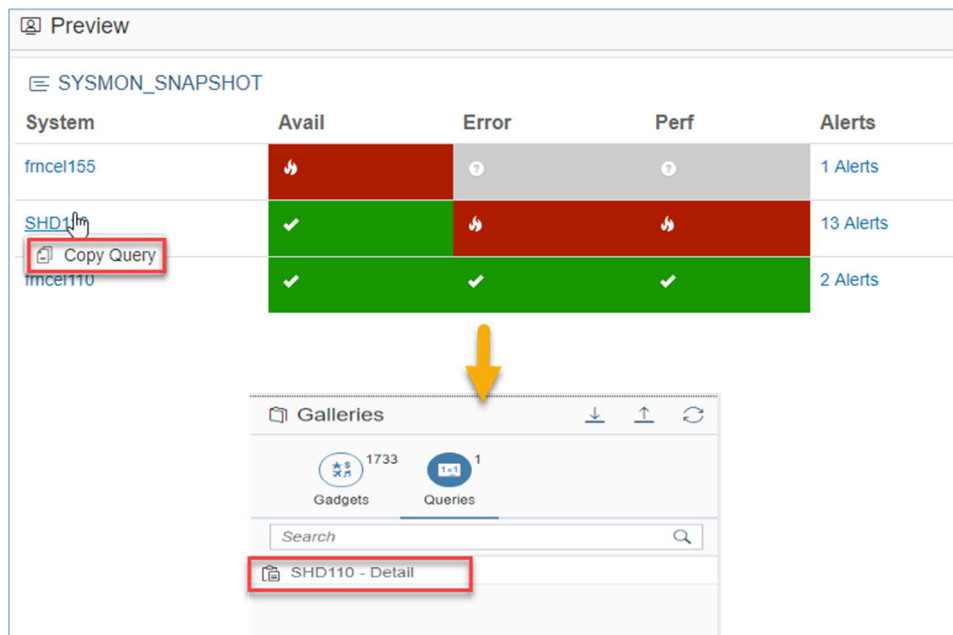 Preview
SYSMON_SNAPSHOT
System Avail Error Perf Alerts
frncel155 1 Alerts
SHD110 13 Alerts
Copy Query
frncel110 2 Alerts
Galleries
1733 1
Gadgets Queries
Search
SHD110 - Detail